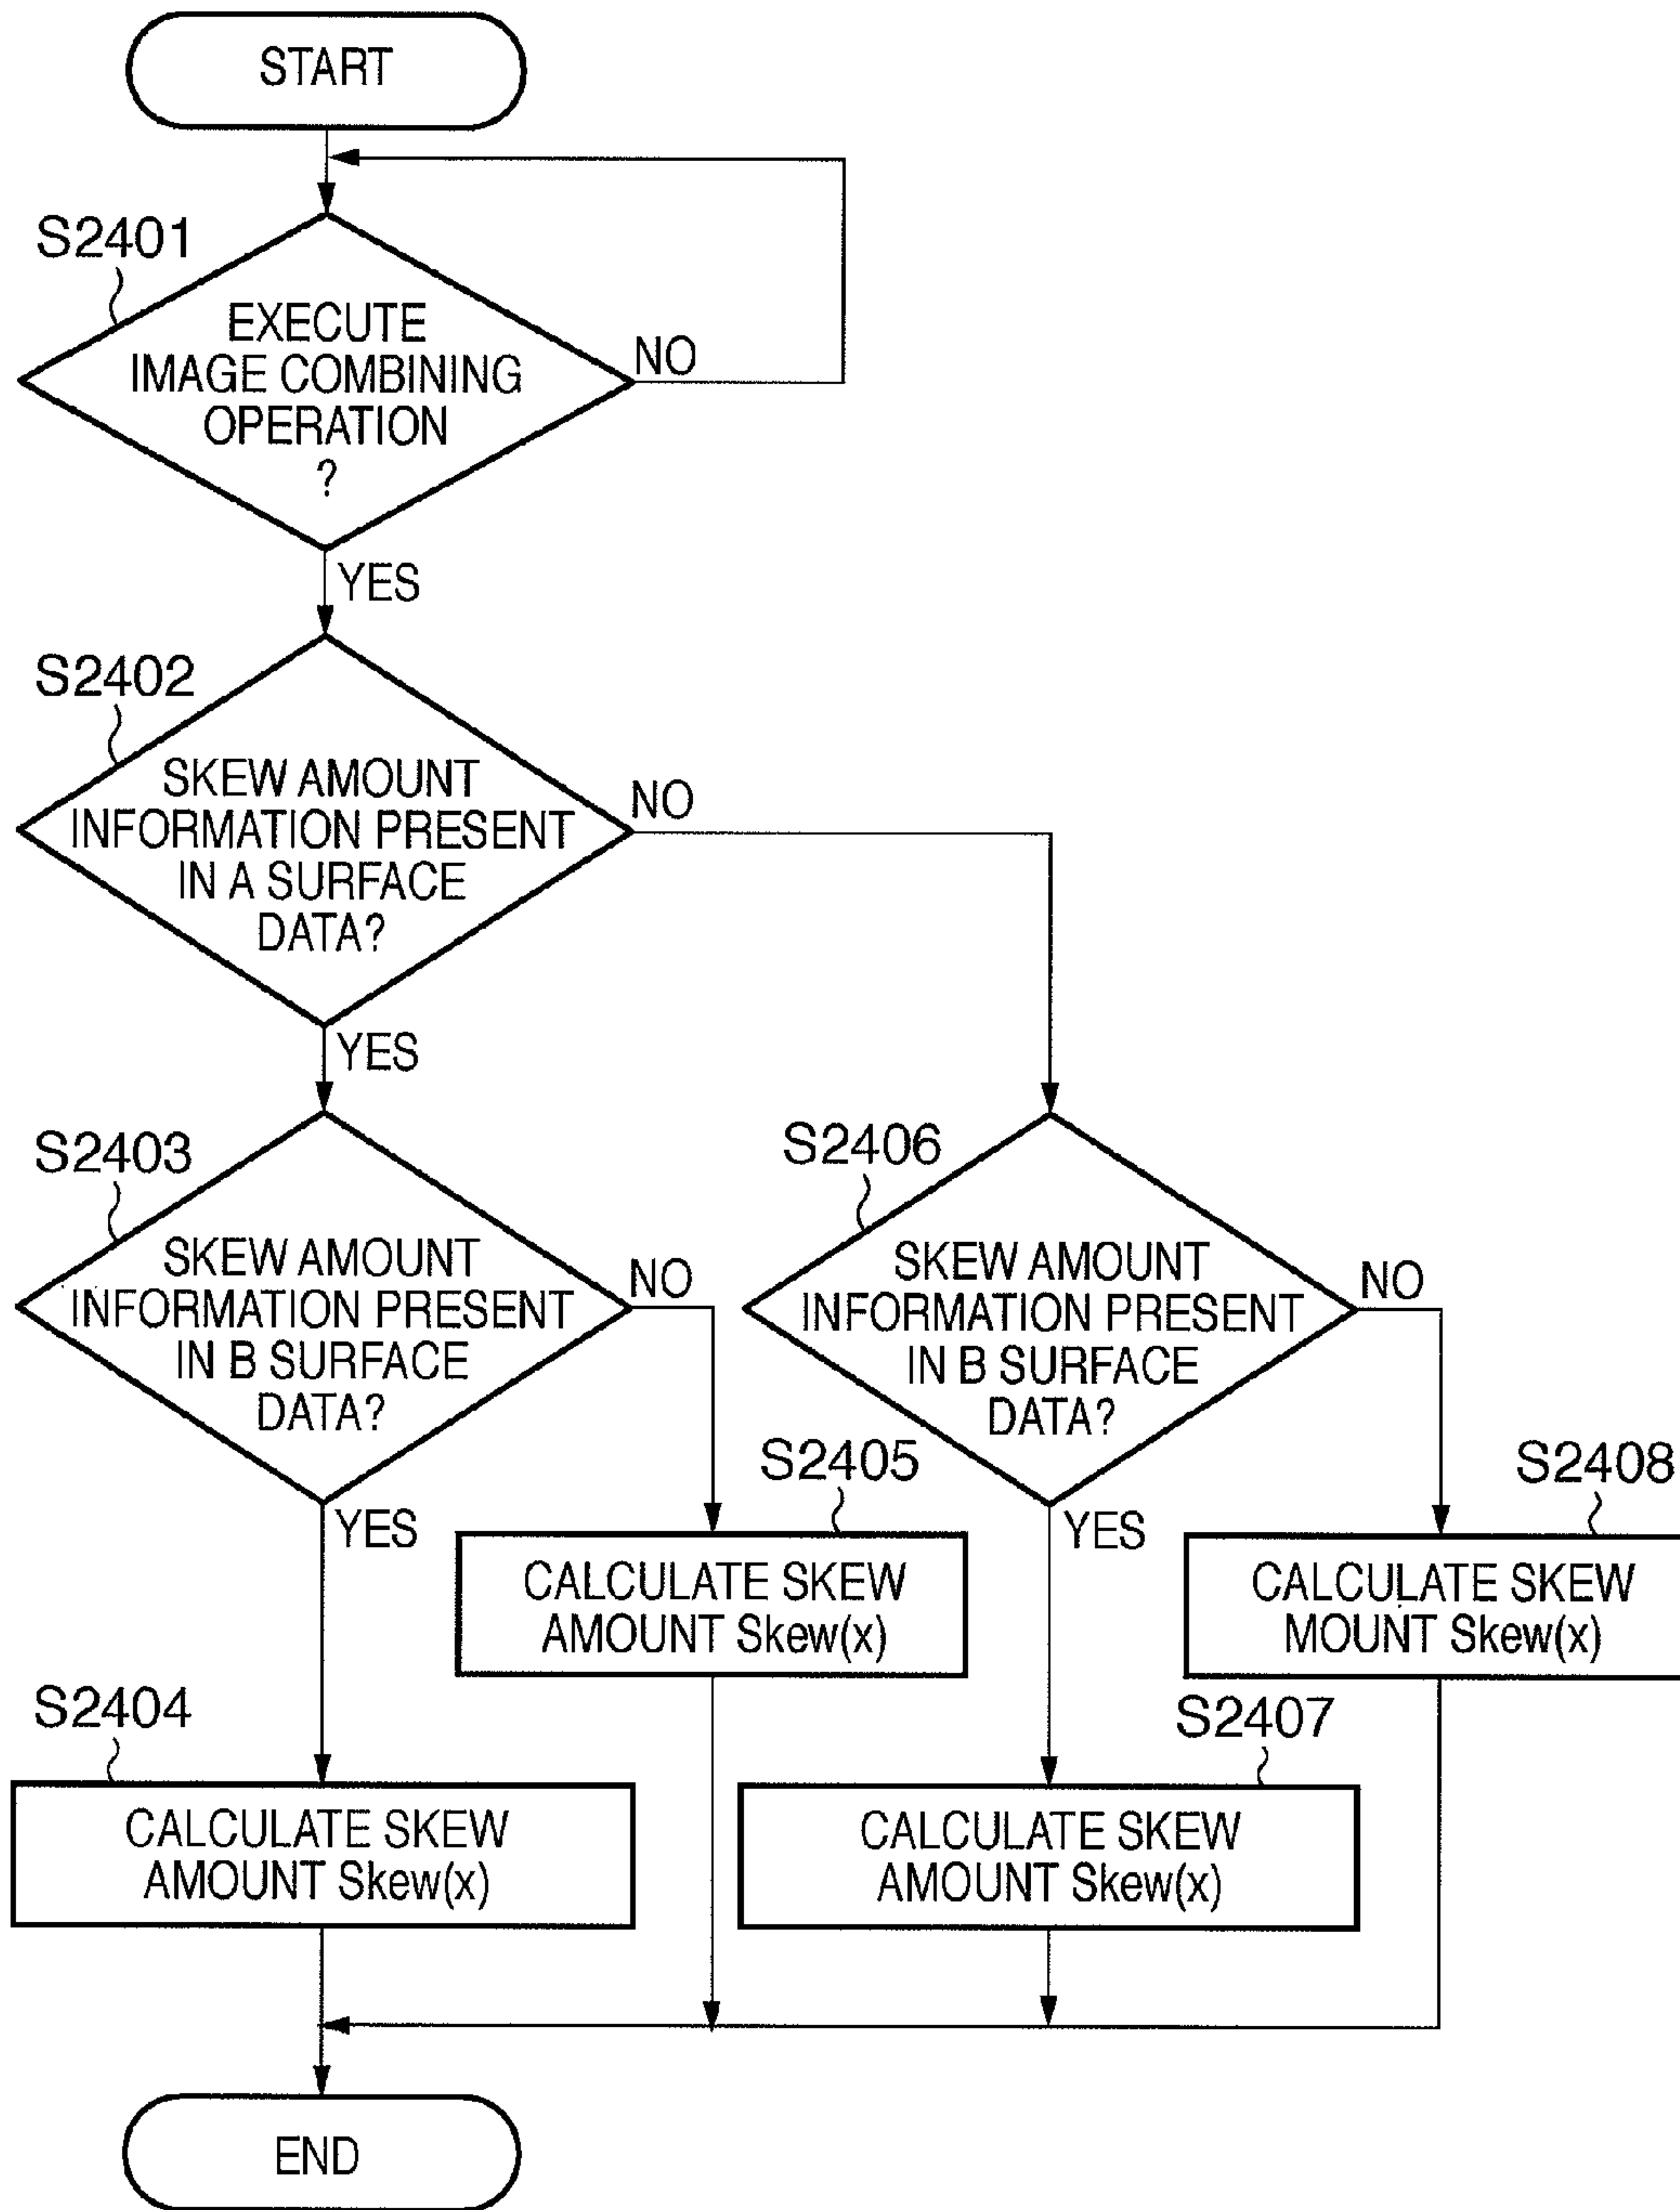 START
S2401
EXECUTE
IMAGE COMBINING
OPERATION
?
NO
YES
S2402
SKEW AMOUNT
INFORMATION PRESENT
IN A SURFACE
DATA?
NO
YES
S2403
SKEW AMOUNT
INFORMATION PRESENT
IN B SURFACE
DATA?
NO
YES
S2406
SKEW AMOUNT
INFORMATION PRESENT
IN B SURFACE
DATA?
NO
YES
S2405
CALCULATE SKEW
AMOUNT Skew(x)
S2408
CALCULATE SKEW
MOUNT Skew(x)
S2404
CALCULATE SKEW
AMOUNT Skew(x)
S2407
CALCULATE SKEW
AMOUNT Skew(x)
END